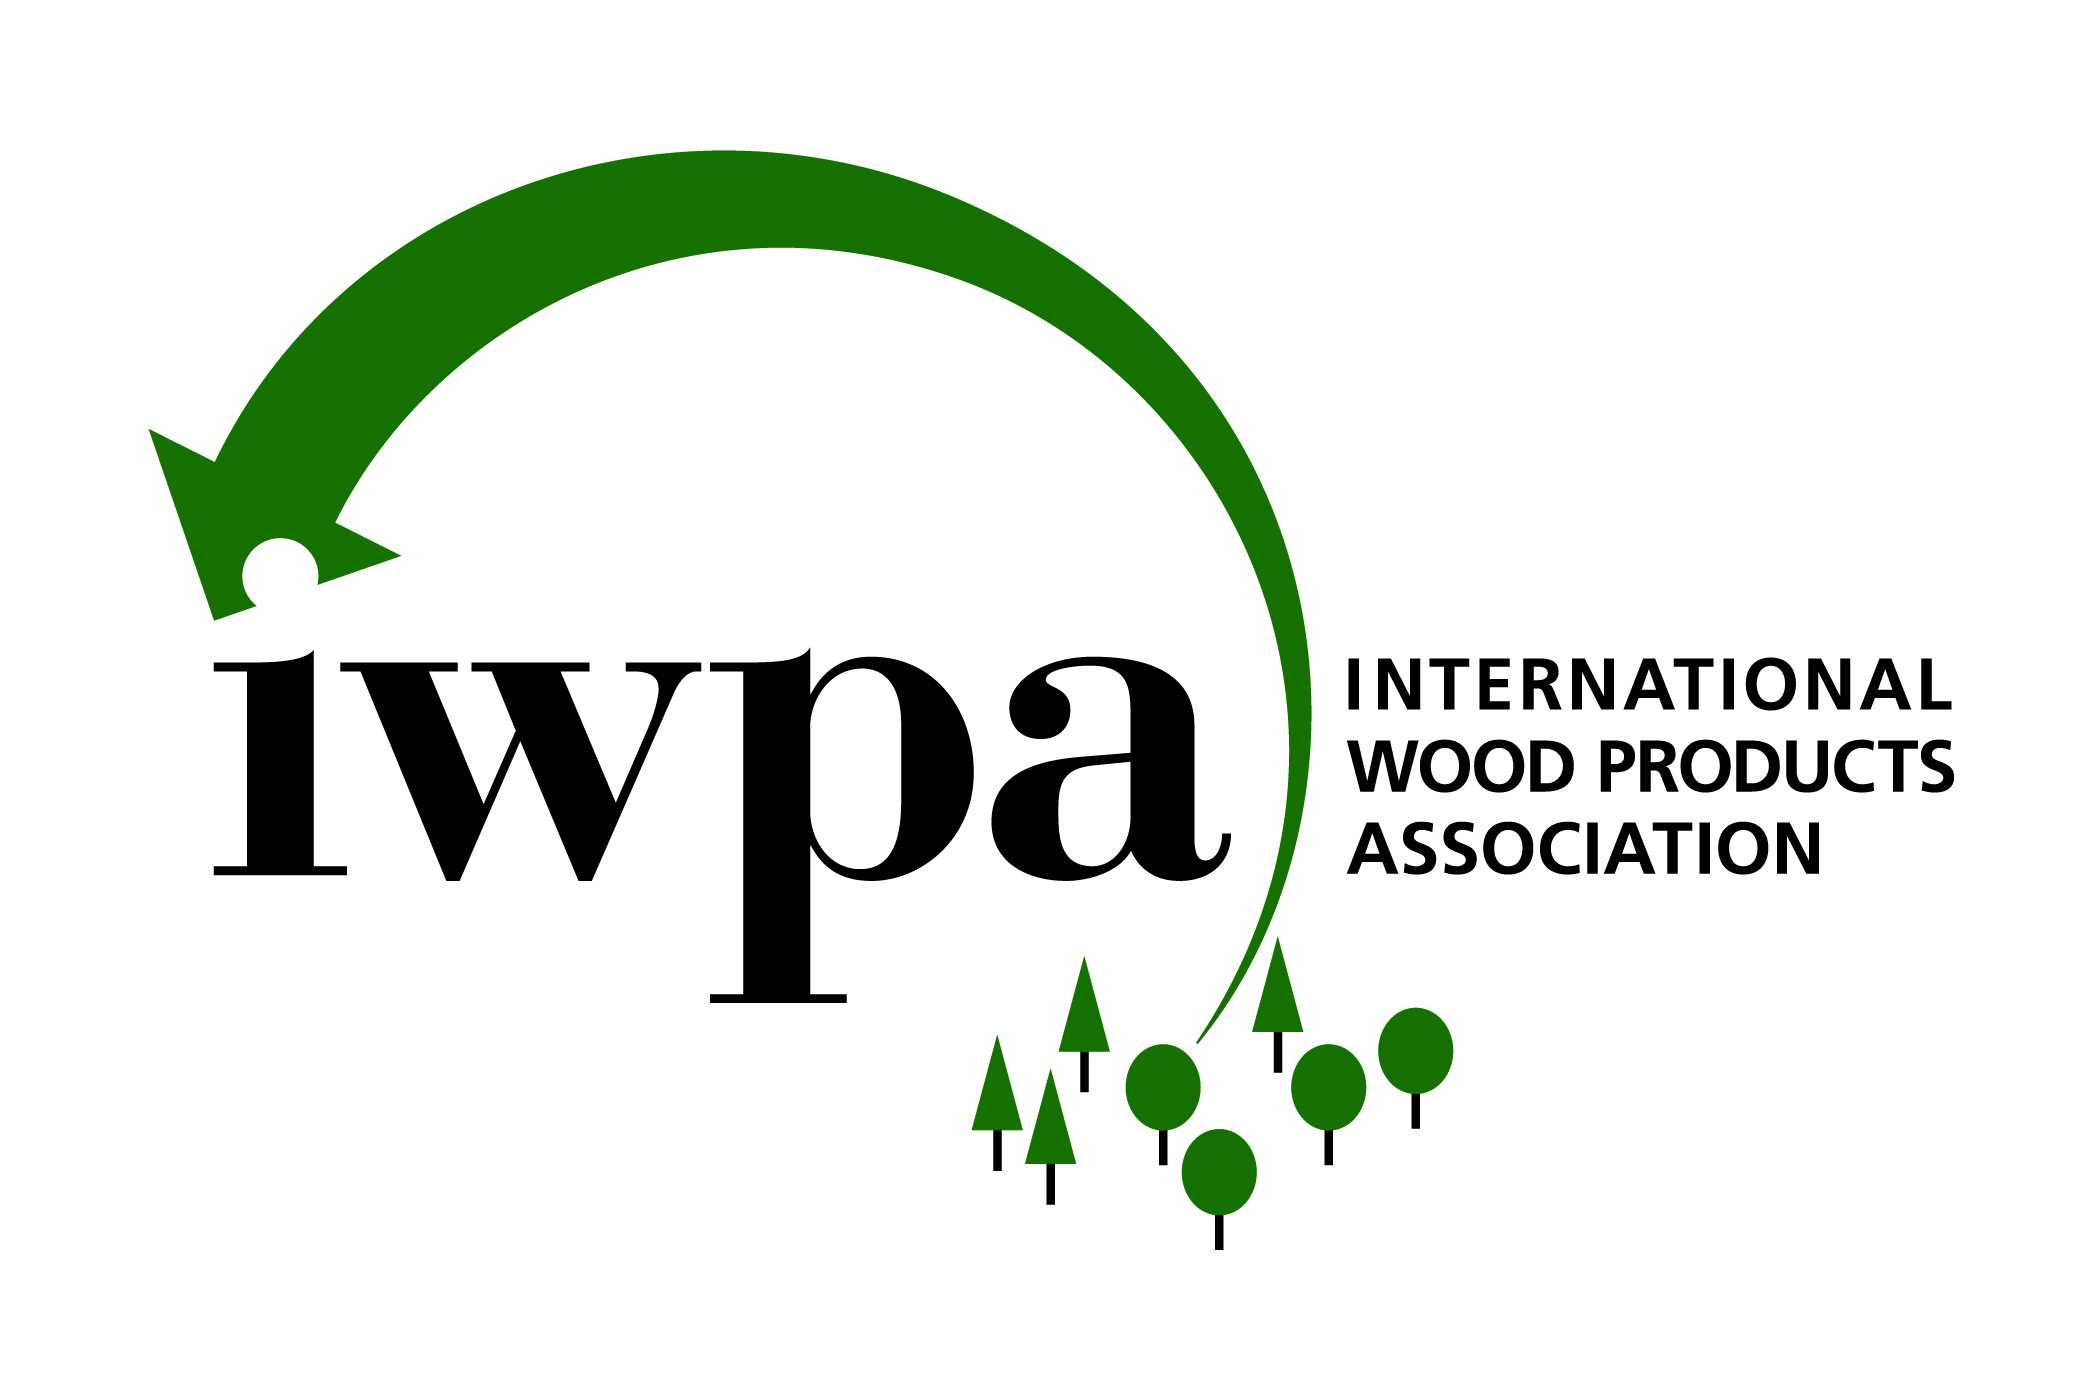 iwpa
INTERNATIONAL
WOOD PRODUCTS
ASSOCIATION